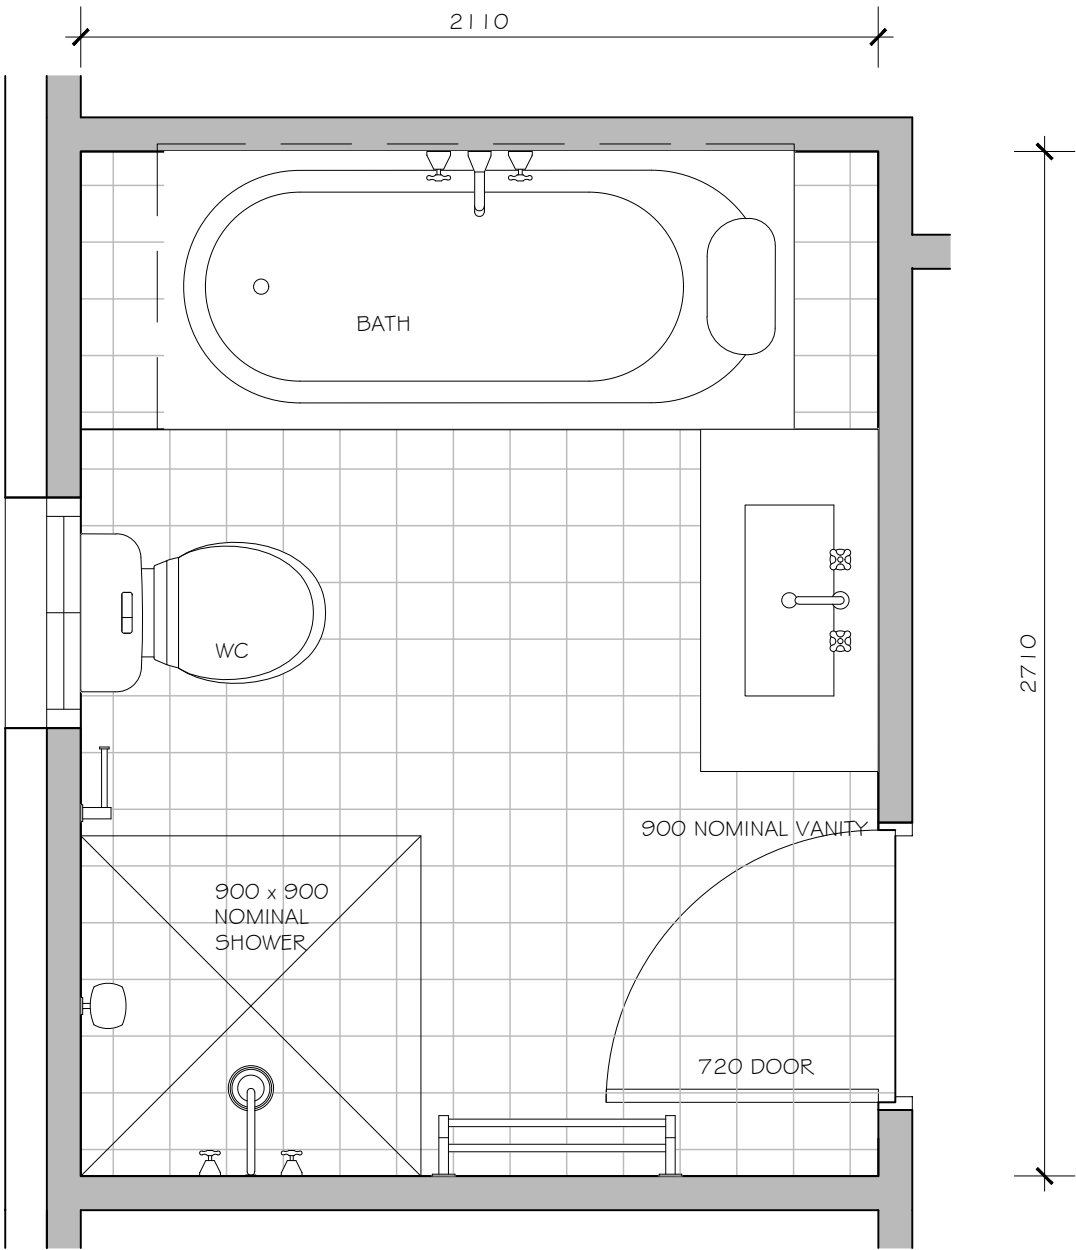 2110
BATH
2710
WC
900 NOMINAL VANITY
900 x 900
NOMINAL
SHOWER
720 DOOR